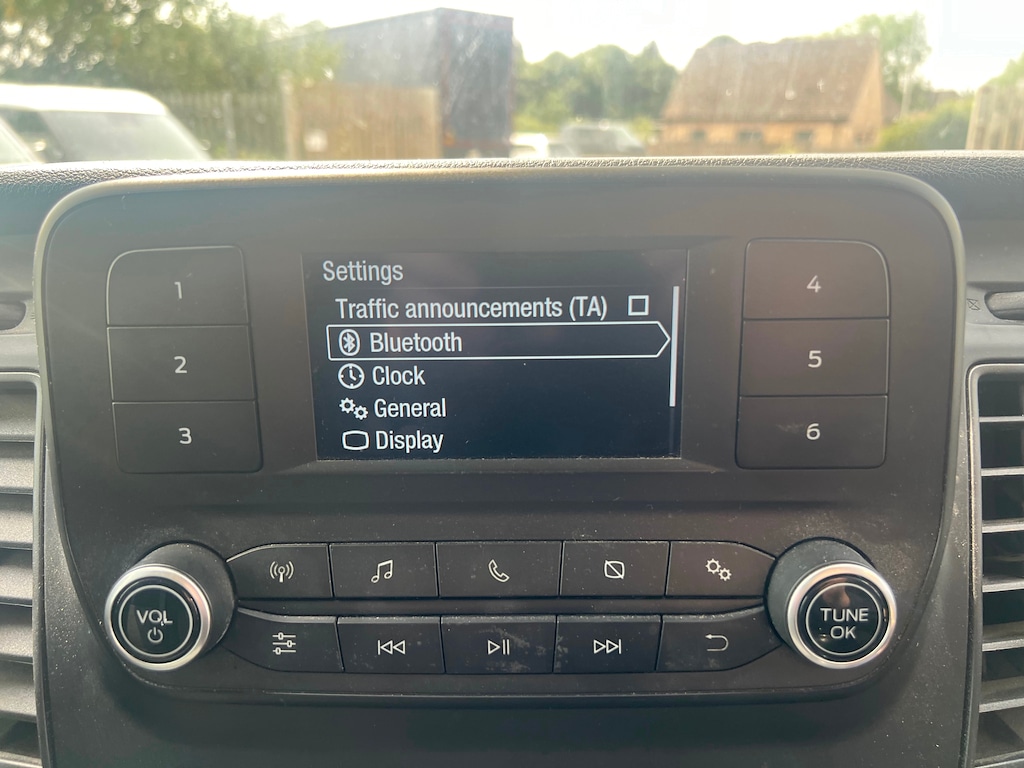 Settings
Traffic announcements (TA)
Bluetooth
Clock
General
Display
1
2
3
4
5
6
VOL
TUNE
OK